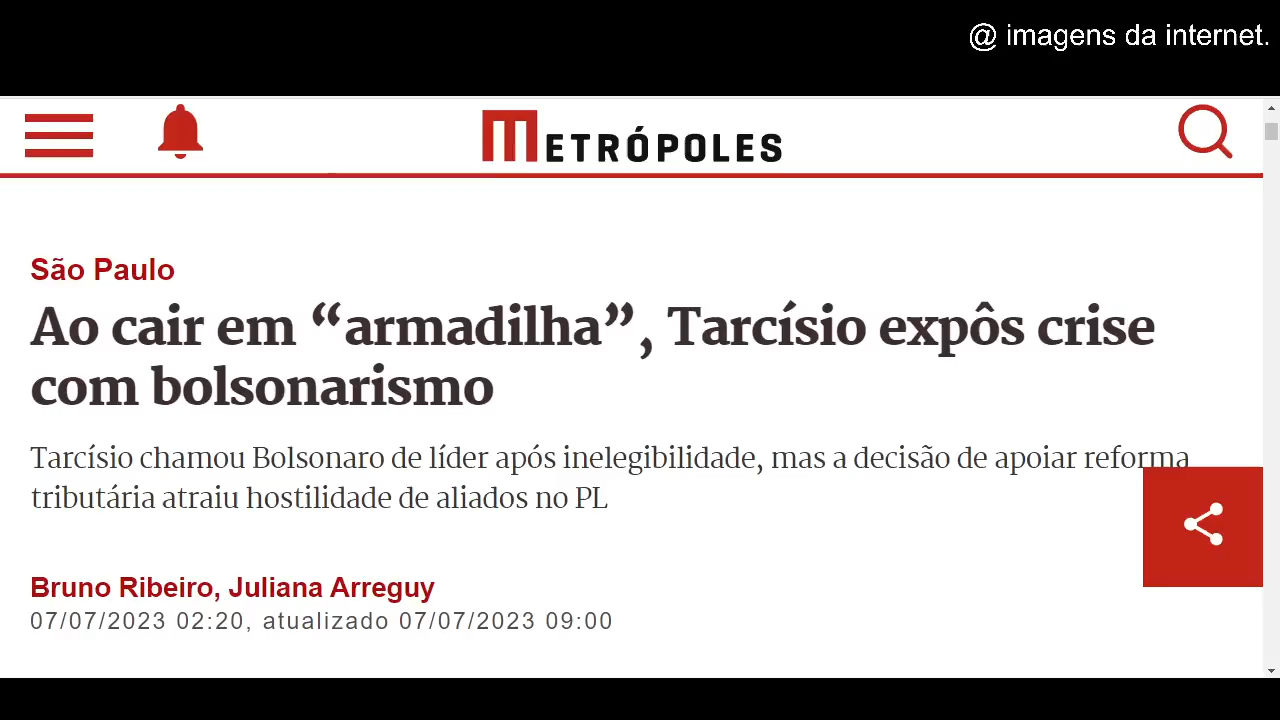 @ imagens da internet.
METRÓPOLES
São Paulo
Ao cair em “armadilha”, Tarcísio expôs crise
com bolsonarismo
Tarcísio chamou Bolsonaro de líder após inelegibilidade, mas a decisão de apoiar reforma
tributária atraiu hostilidade de aliados no PL
Bruno Ribeiro, Juliana Arreguy
07/07/2023 02:20, atualizado 07/07/2023 09:00